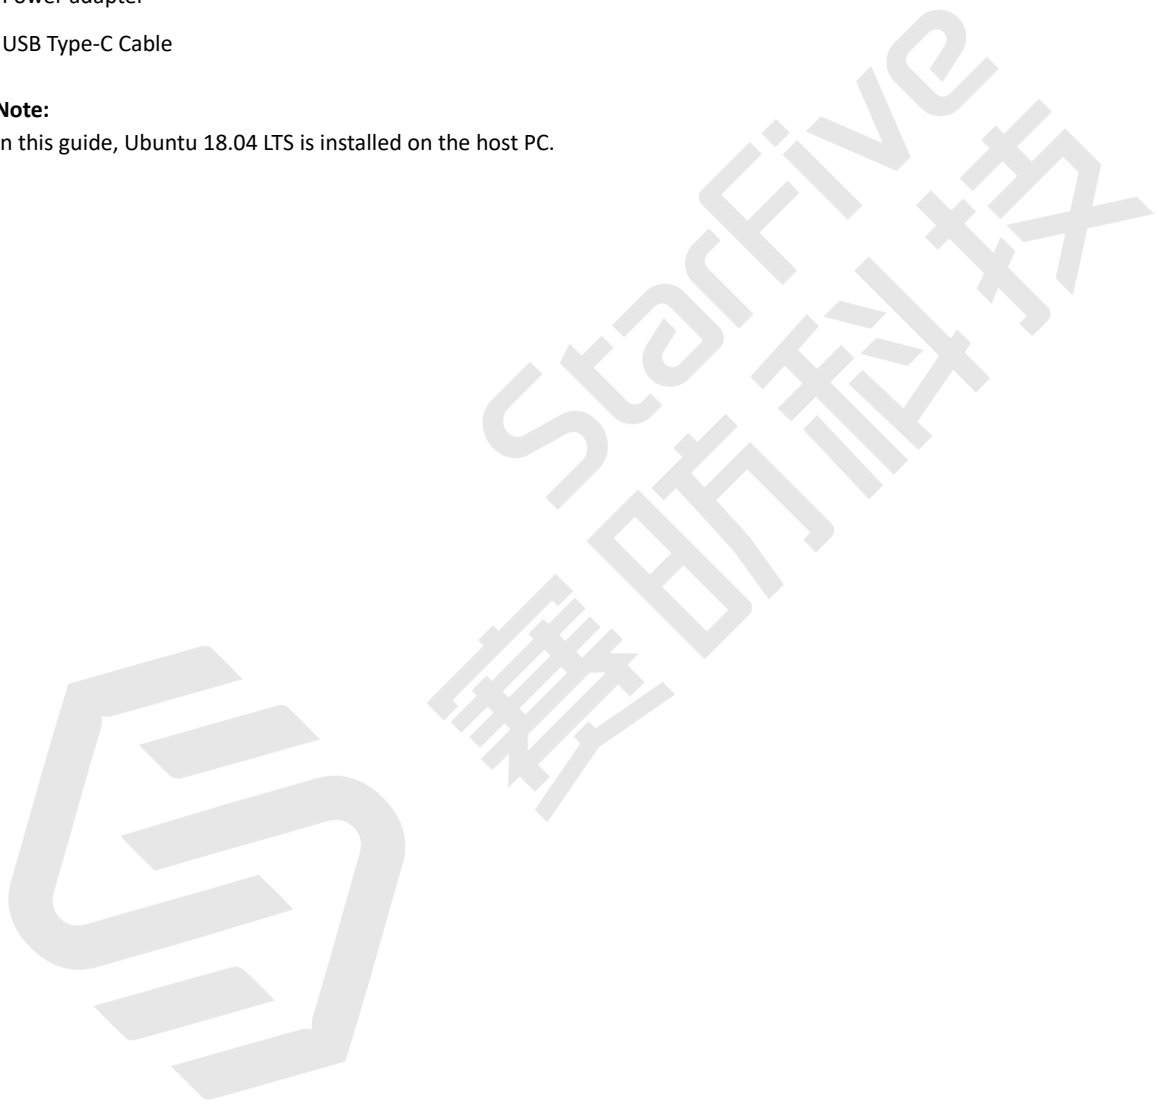 Power adapter
USB Type-C Cable
Note:
n this guide, Ubuntu 18.04 LTS is installed on the host PC.
StarFive
赛昉科技